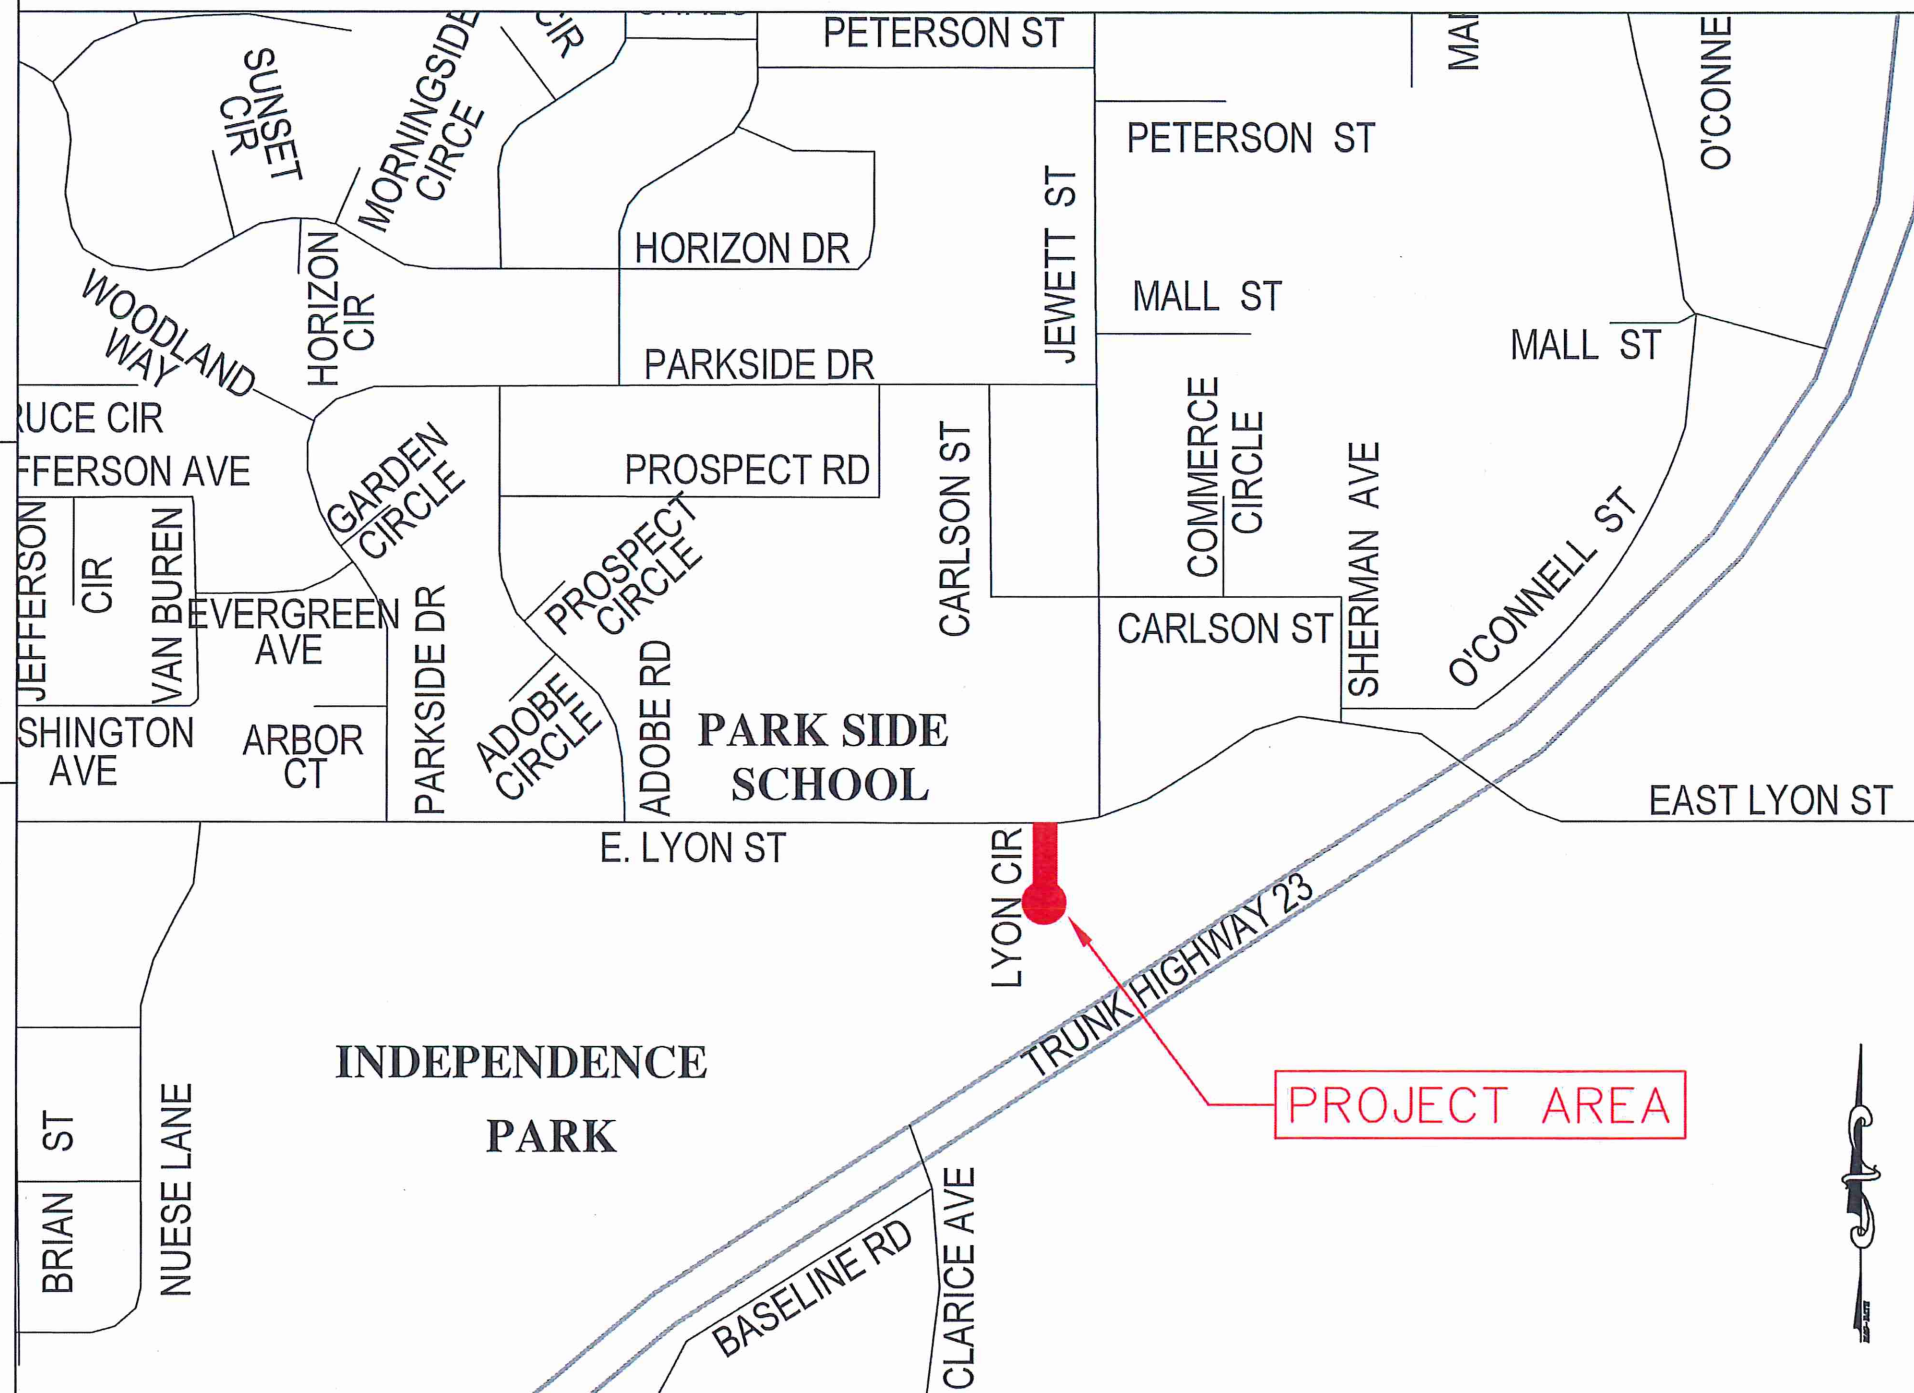 PETERSON ST
CIR
MORNINGSIDE
CIRCE
SUNSET
CIR
O'CONNE
PETERSON ST
HORIZON DR
JEWETT ST
HORIZON
CIR
MALL ST
MALL ST
WOODLAND
WAY
PARKSIDE DR
RUCE CIR
FFERSON AVE
GARDEN
CIRCLE
PROSPECT RD
CARLSON ST
COMMERCE
CIRCLE
SHERMAN AVE
O'CONNELL ST
JEFFERSON
CIR
VAN BUREN
EVERGREEN
AVE
PROSPECT
CIRCLE
CARLSON ST
PARKSIDE DR
ADOBE
CIRCLE
ADOBE RD
PARK SIDE
SCHOOL
SHINGTON
AVE
ARBOR
CT
EAST LYON ST
E. LYON ST
LYON CIR
TRUNK HIGHWAY 23
INDEPENDENCE
PARK
PROJECT AREA
BRIAN ST
NUESE LANE
BASELINE RD
CLARICE AVE